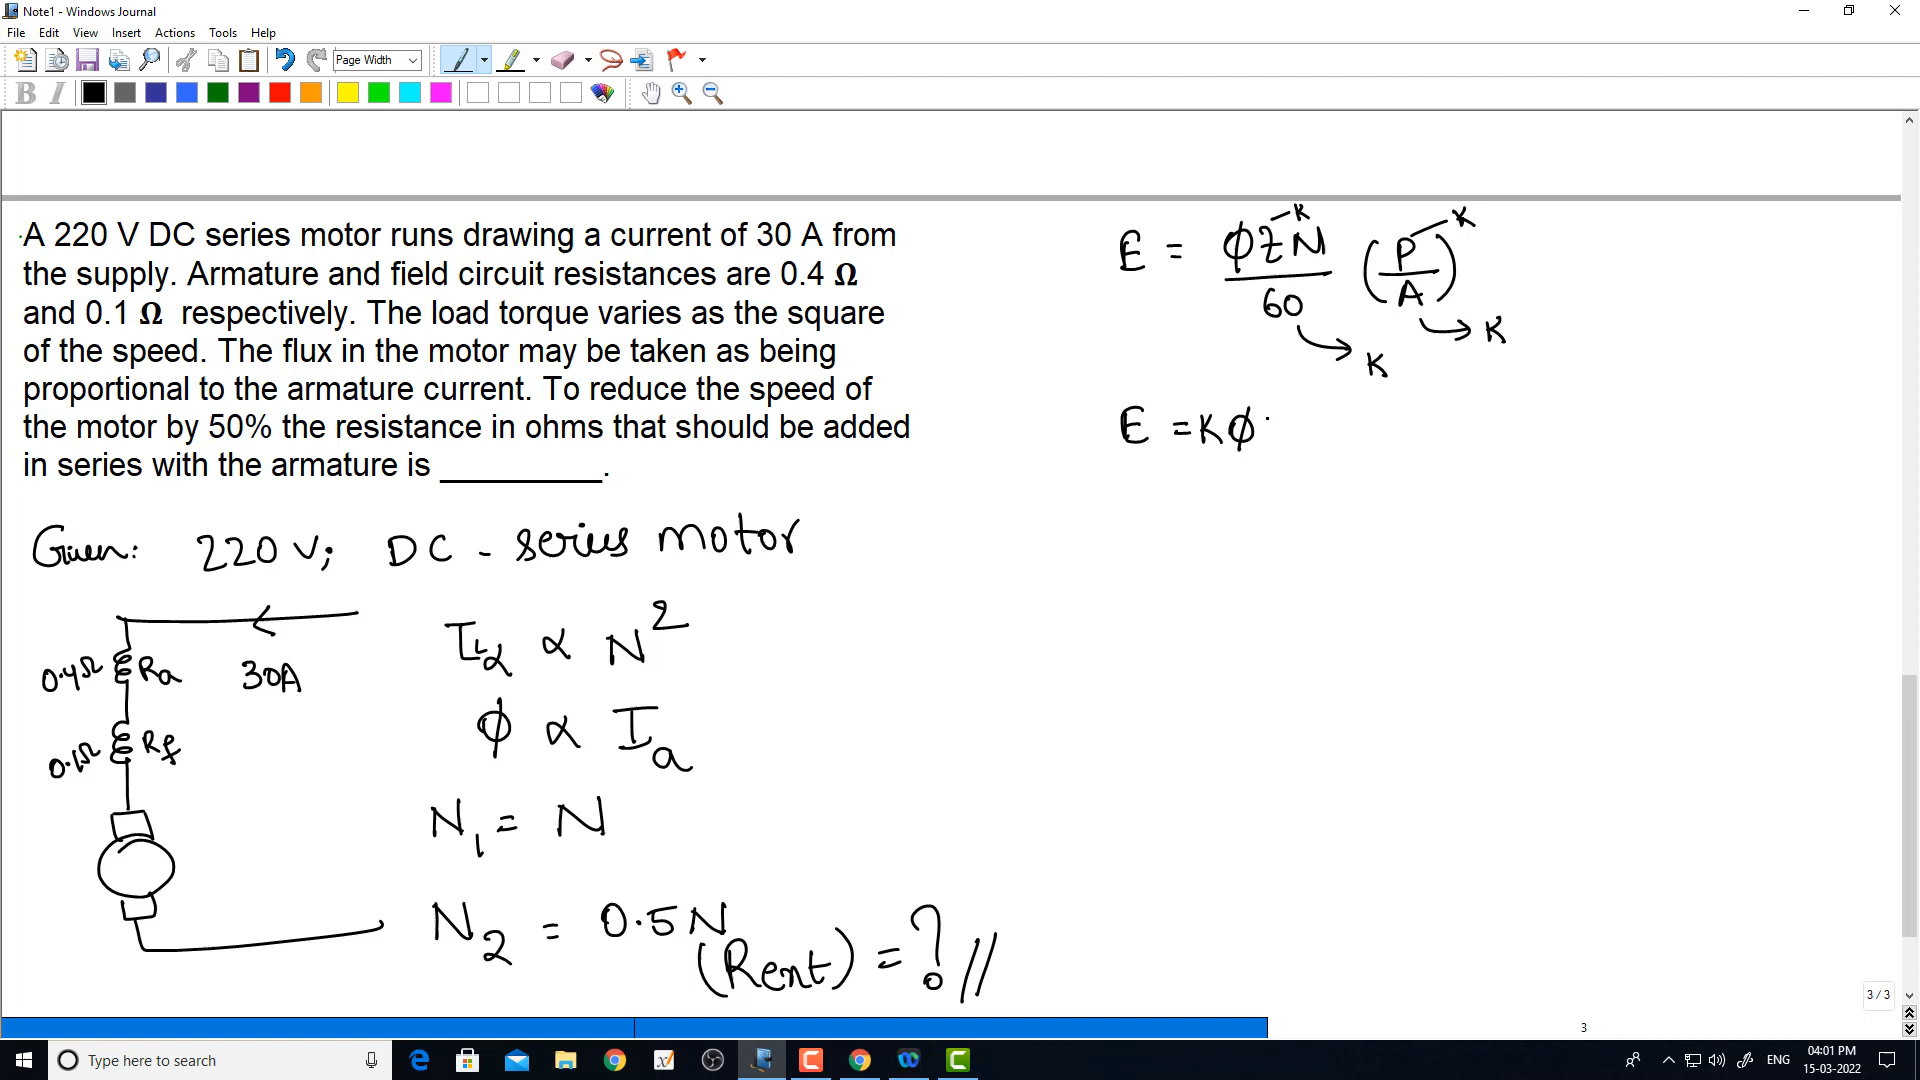 Note1 - Windows Journal
File Edit View Insert Actions Tools Help
Page Width
B I
A 220 V DC series motor runs drawing a current of 30 A from
the supply. Armature and field circuit resistances are 0.4 Ω
and 0.1 Ω respectively. The load torque varies as the square
of the speed. The flux in the motor may be taken as being
proportional to the armature current. To reduce the speed of
the motor by 50% the resistance in ohms that should be added
in series with the armature is __________.
Given: 220 V; DC - series motor
0.4Ω Ra 30A
0.1Ω Rf
∝ N²
ϕ ∝ Ia
N₁ = N
N₂ = 0.5N
(Rext) = ? //
E = ϕZN/60 (P/A)
K
K
K
K
E = Kϕ
3 / 3
3
Type here to search
ENG
04:01 PM
15-03-2022